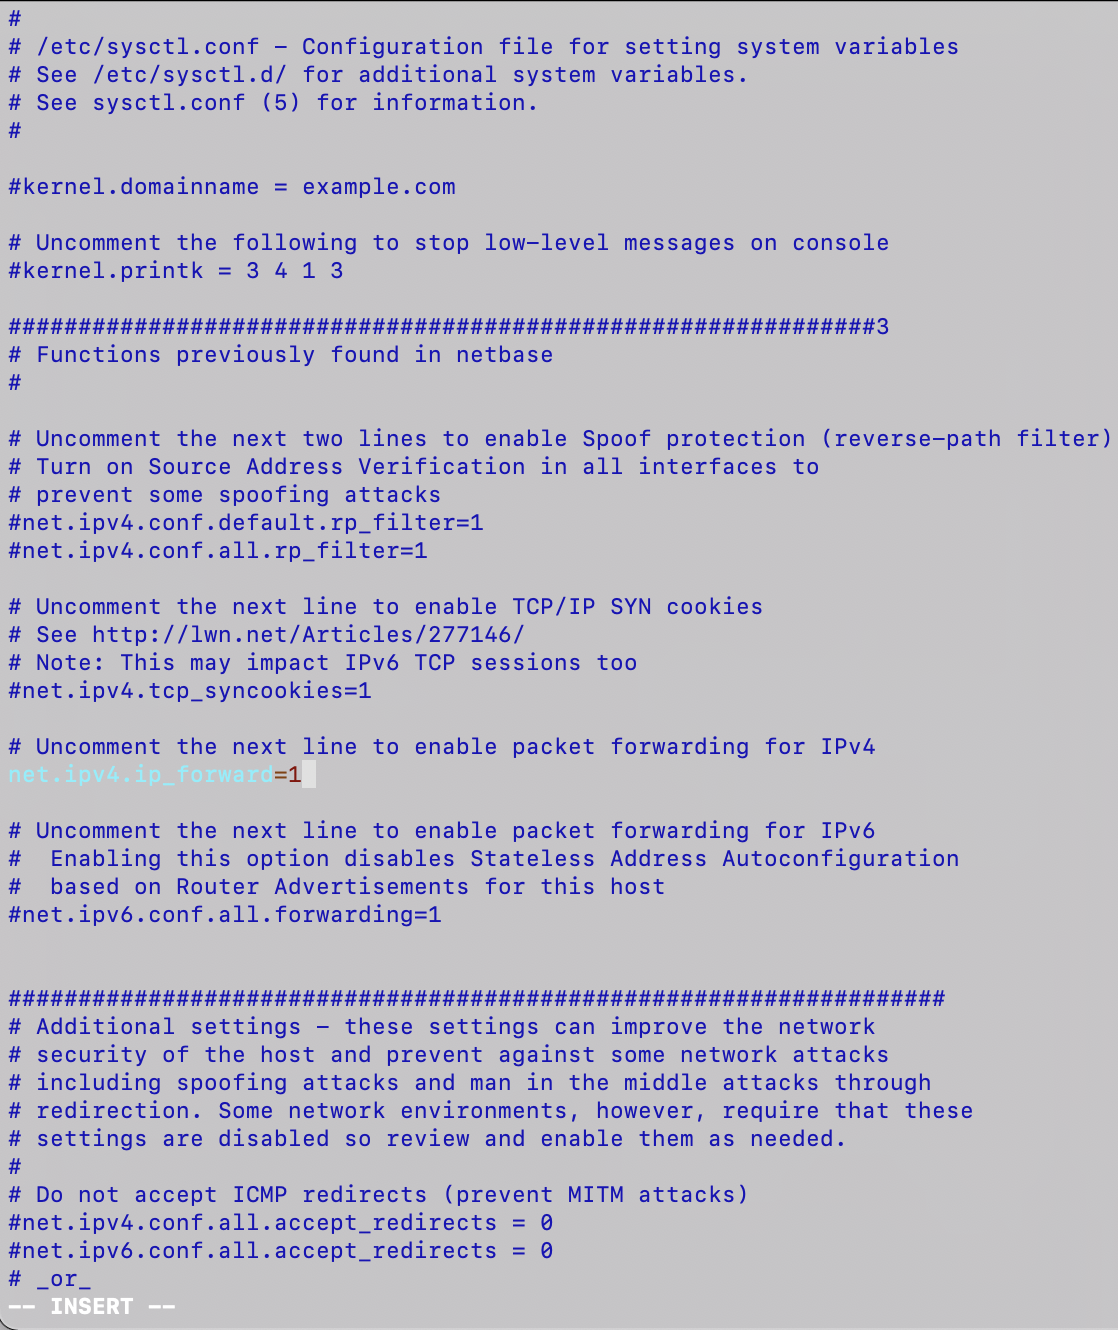 #
# /etc/sysctl.conf - Configuration file for setting system variables
# See /etc/sysctl.d/ for additional system variables.
# See sysctl.conf (5) for information.
#
#kernel.domainname = example.com
# Uncomment the following to stop low-level messages on console
#kernel.printk = 3 4 1 3
##############################################################3
# Functions previously found in netbase
#
# Uncomment the next two lines to enable Spoof protection (reverse-path filter)
# Turn on Source Address Verification in all interfaces to
# prevent some spoofing attacks
#net.ipv4.conf.default.rp_filter=1
#net.ipv4.conf.all.rp_filter=1
# Uncomment the next line to enable TCP/IP SYN cookies
# See http://lwn.net/Articles/277146/
# Note: This may impact IPv6 TCP sessions too
#net.ipv4.tcp_syncookies=1
# Uncomment the next line to enable packet forwarding for IPv4
net.ipv4.ip_forward=1
# Uncomment the next line to enable packet forwarding for IPv6
#  Enabling this option disables Stateless Address Autoconfiguration
#  based on Router Advertisements for this host
#net.ipv6.conf.all.forwarding=1
###################################################################
# Additional settings - these settings can improve the network
# security of the host and prevent against some network attacks
# including spoofing attacks and man in the middle attacks through
# redirection. Some network environments, however, require that these
# settings are disabled so review and enable them as needed.
#
# Do not accept ICMP redirects (prevent MITM attacks)
#net.ipv4.conf.all.accept_redirects = 0
#net.ipv6.conf.all.accept_redirects = 0
# _or_
-- INSERT --